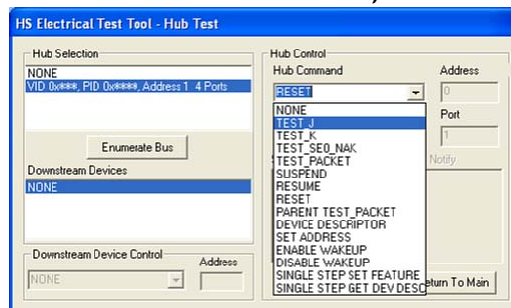 HS Electrical Test Tool - Hub Test
Hub Selection
NONE
VID 0x***, PID 0x****, Address 1 4 Ports
Enumerate Bus
Downstream Devices
NONE
Downstream Device Control
Address
NONE
Hub Control
Hub Command
Address
RESET
0
Port
1
NONE
TEST_J
TEST_K
TEST_SE0_NAK
TEST_PACKET
SUSPEND
RESUME
RESET
PARENT TEST_PACKET
DEVICE DESCRIPTOR
SET ADDRESS
ENABLE WAKEUP
DISABLE WAKEUP
SINGLE STEP SET FEATURE
SINGLE STEP GET DEV DESC
Notify
eturn To Main